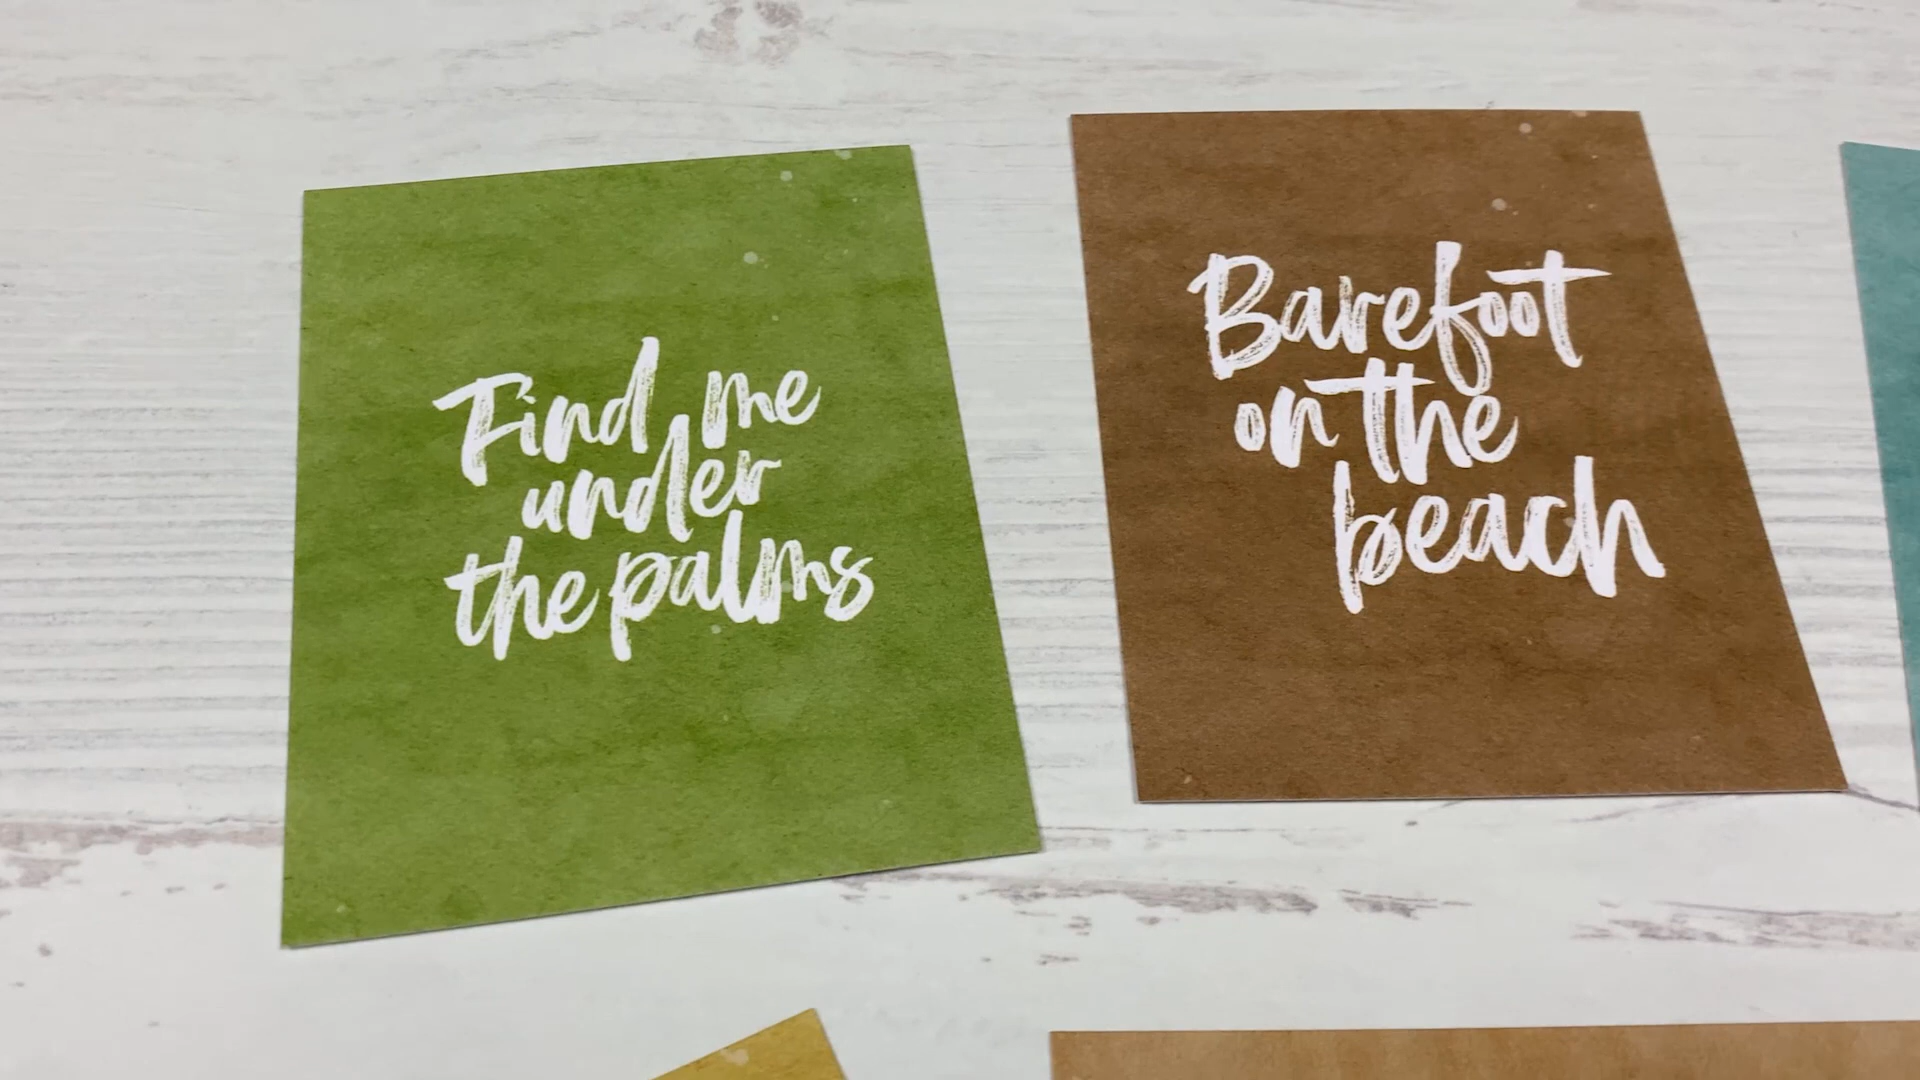 Find me
under
the palms
Barefoot
on the
beach